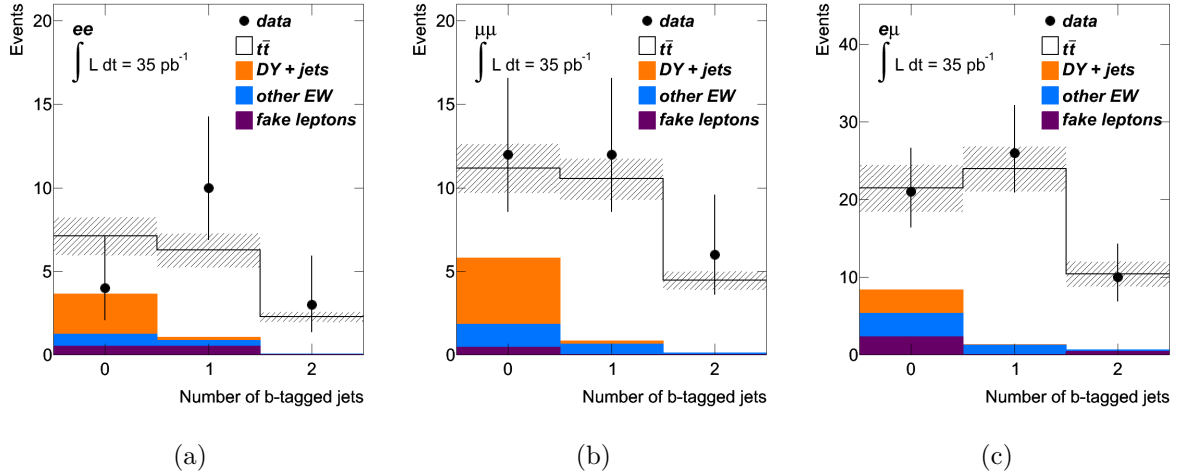 Events
20
15
10
5
0
ee
∫ L dt = 35 pb⁻¹
data
tt̄
DY + jets
other EW
fake leptons
0 1 2
Number of b-tagged jets
(a)
Events
20
15
10
5
0
μμ
∫ L dt = 35 pb⁻¹
data
tt̄
DY + jets
other EW
fake leptons
0 1 2
Number of b-tagged jets
(b)
Events
40
30
20
10
0
eμ
∫ L dt = 35 pb⁻¹
data
tt̄
DY + jets
other EW
fake leptons
0 1 2
Number of b-tagged jets
(c)